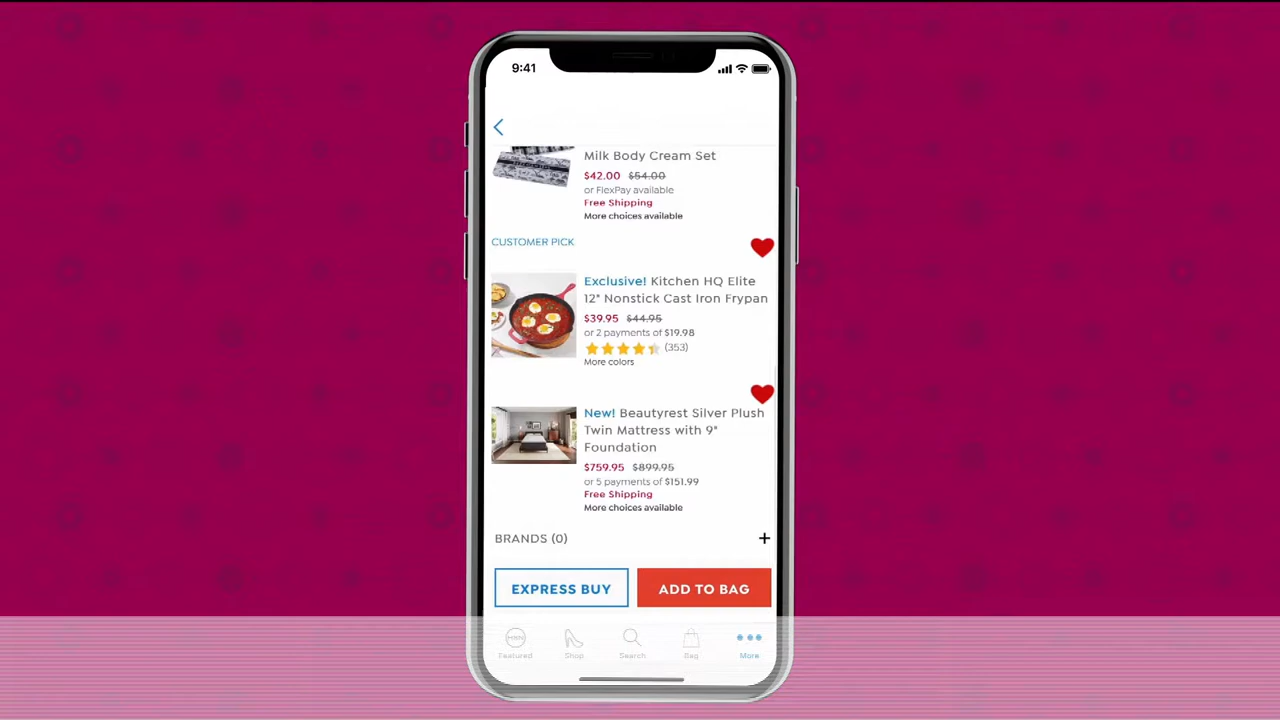 9:41
Milk Body Cream Set
$42.00 $54.00
or FlexPay available
Free Shipping
More choices available
CUSTOMER PICK
Exclusive! Kitchen HQ Elite
12" Nonstick Cast Iron Frypan
$39.95 $44.95
or 2 payments of $19.98
(353)
More colors
New! Beautyrest Silver Plush
Twin Mattress with 9"
Foundation
$759.95 $899.95
or 5 payments of $151.99
Free Shipping
More choices available
BRANDS (0)
EXPRESS BUY ADD TO BAG
HSN
Featured Shop Search Bag More